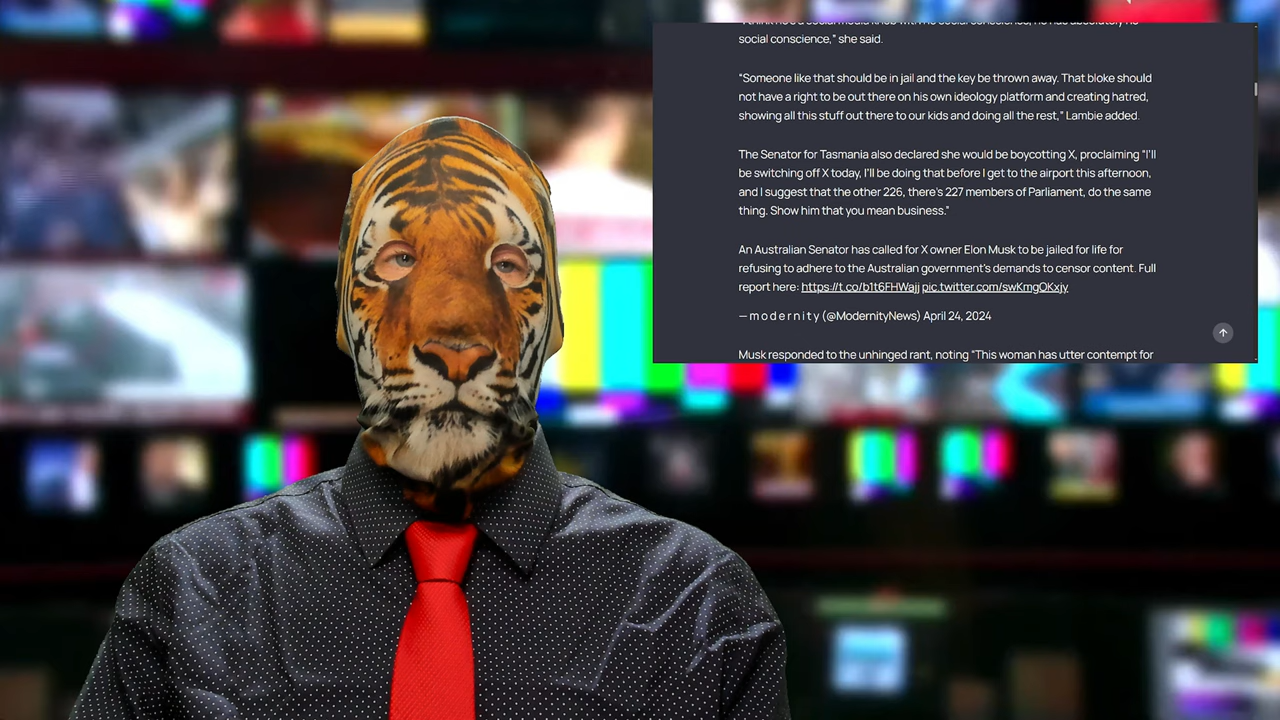 social conscience," she said.
"Someone like that should be in jail and the key be thrown away. That bloke should
not have a right to be out there on his own ideology platform and creating hatred,
showing all this stuff out there to our kids and doing all the rest," Lambie added.
The Senator for Tasmania also declared she would be boycotting X, proclaiming "I'll
be switching off X today, I'll be doing that before I get to the airport this afternoon,
and I suggest that the other 226, there's 227 members of Parliament, do the same
thing. Show him that you mean business."
An Australian Senator has called for X owner Elon Musk to be jailed for life for
refusing to adhere to the Australian government's demands to censor content. Full
report here: https://t.co/b1t6FHWajj pic.twitter.com/swKmgOKxjy
— m o d e r n i t y (@ModernityNews) April 24, 2024
Musk responded to the unhinged rant, noting "This woman has utter contempt for